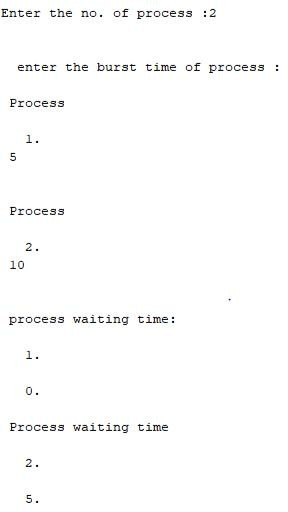 Enter the no. of process :2
enter the burst time of process :
Process
1.
5
Process
2.
10
process waiting time:
1.
0.
Process waiting time
2.
5.